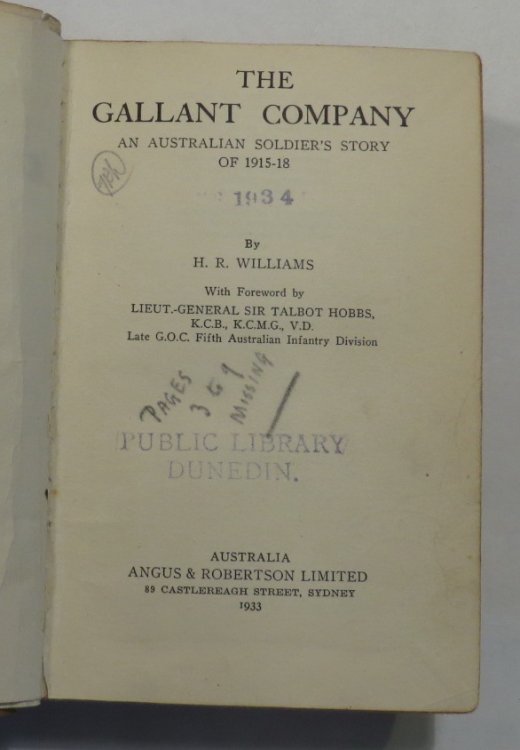 THE
GALLANT COMPANY
AN AUSTRALIAN SOLDIER'S STORY
OF 1915-18
1934
By
H. R. WILLIAMS
With Foreword by
LIEUT.-GENERAL SIR TALBOT HOBBS,
K.C.B., K.C.M.G., V.D.
Late G.O.C. Fifth Australian Infantry Division
PAGES
MISSING
PUBLIC LIBRARY
DUNEDIN.
AUSTRALIA
ANGUS & ROBERTSON LIMITED
89 CASTLEREAGH STREET, SYDNEY
1933